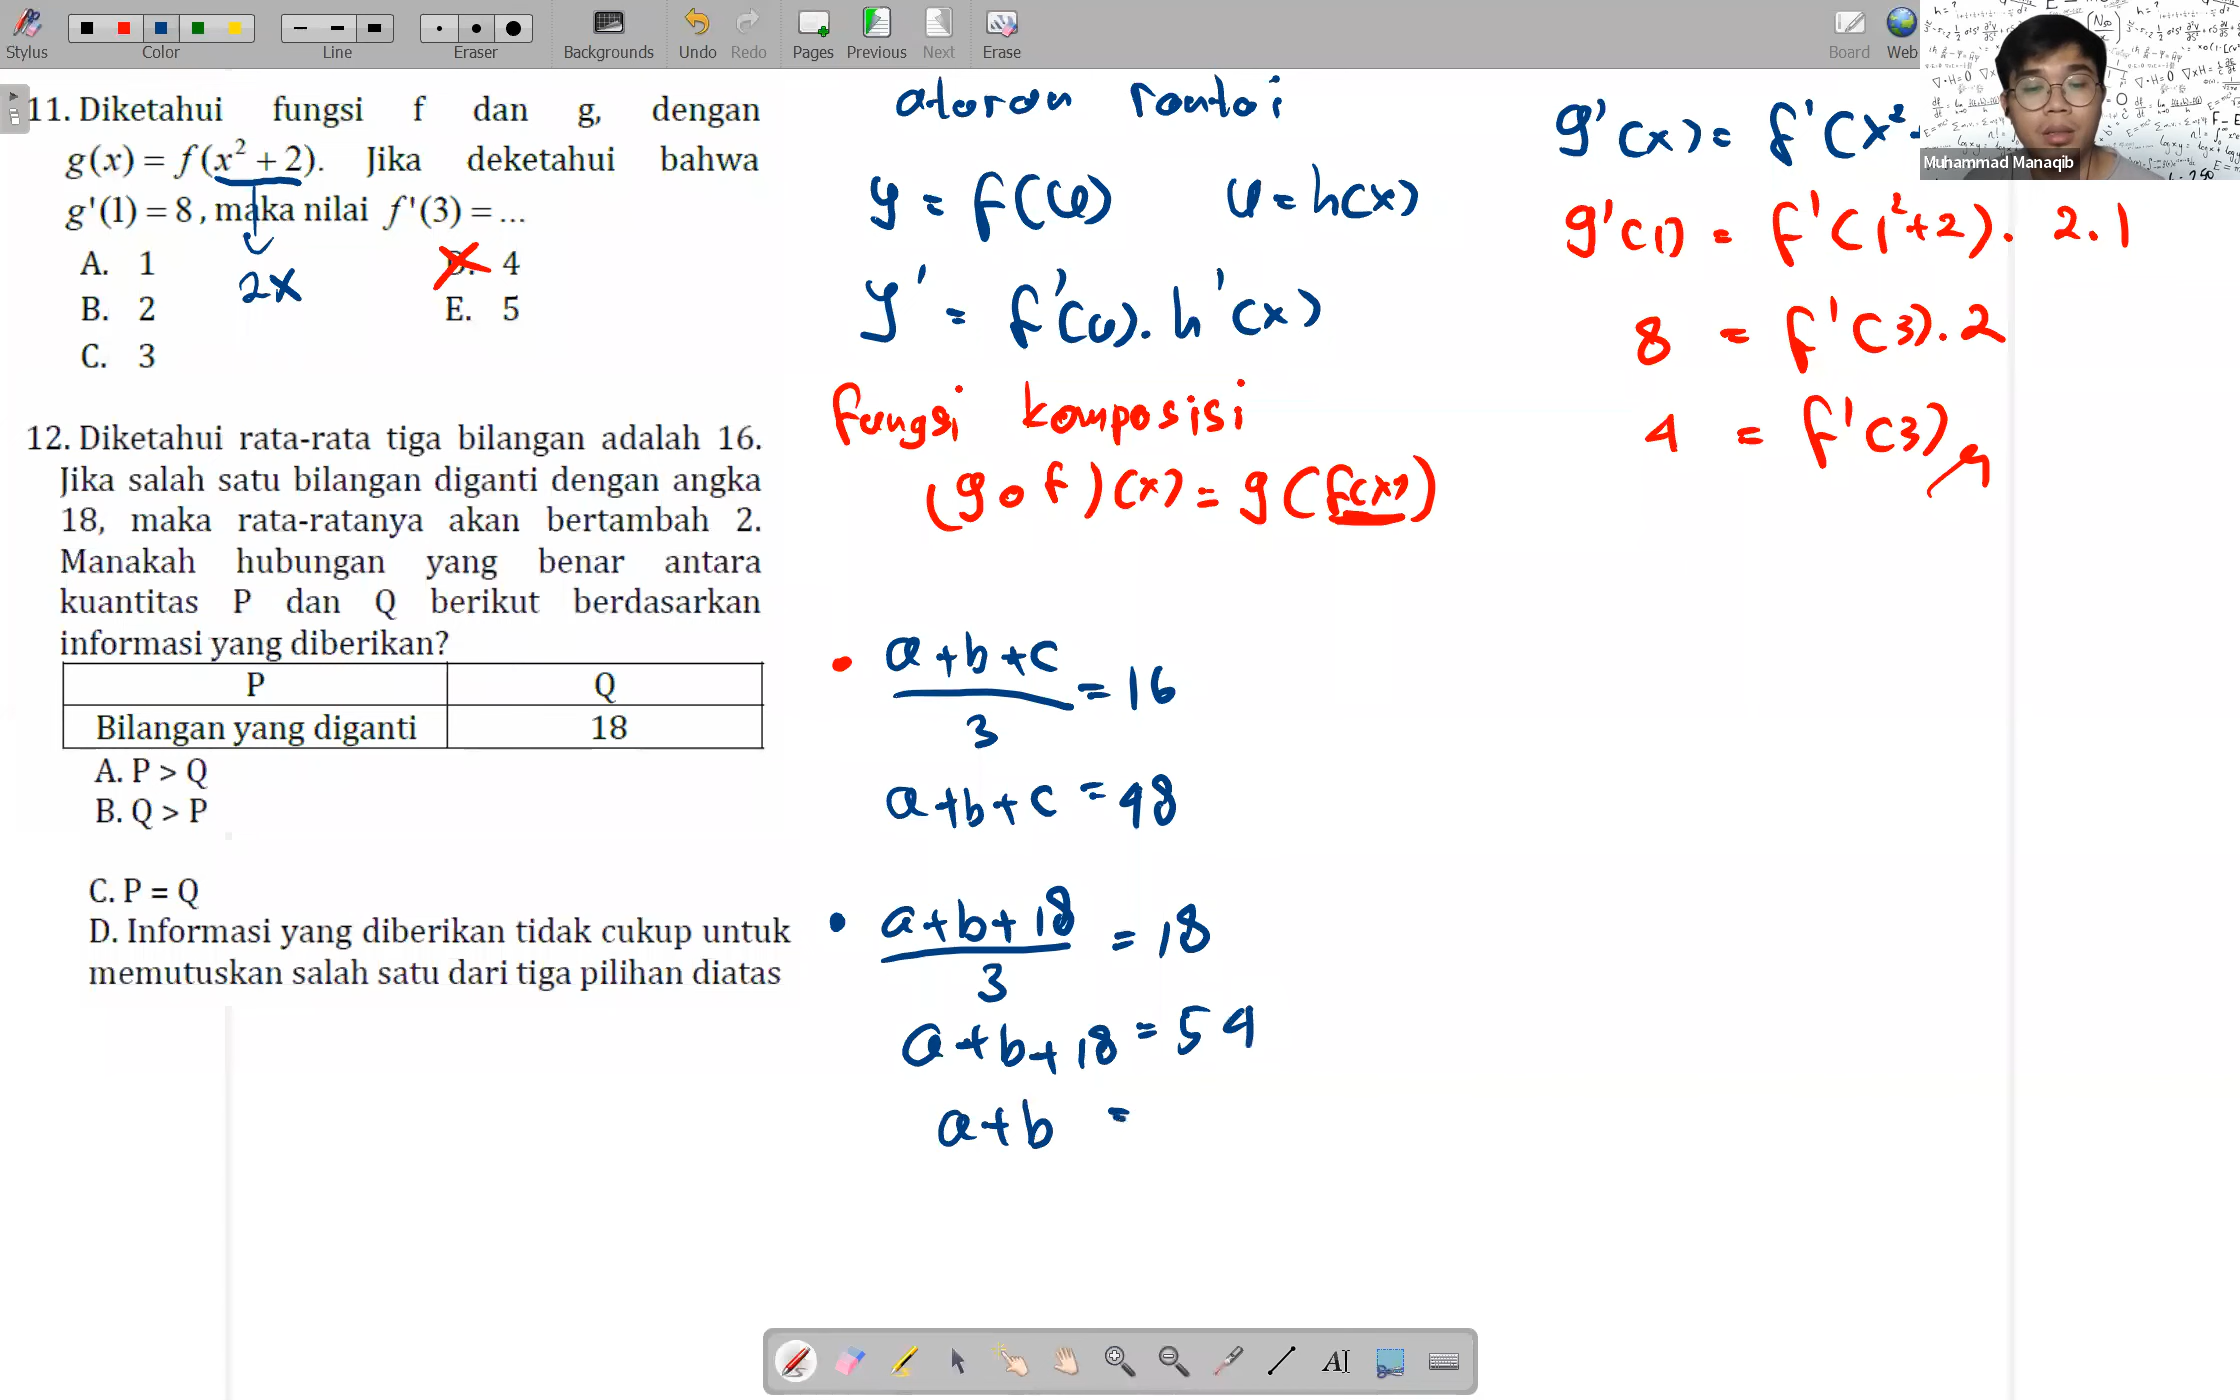 Stylus
Color
Line
Eraser
Backgrounds
Undo
Redo
Pages
Previous
Next
Erase
Board
Web
Muhammad Manaqib
11. Diketahui fungsi f dan g, dengan
g(x) = f(x² + 2). Jika deketahui bahwa
g'(1) = 8, maka nilai f'(3) = ...
2x
A. 1
B. 2
C. 3
D. 4
E. 5
12. Diketahui rata-rata tiga bilangan adalah 16.
Jika salah satu bilangan diganti dengan angka
18, maka rata-ratanya akan bertambah 2.
Manakah hubungan yang benar antara
kuantitas P dan Q berikut berdasarkan
informasi yang diberikan?
P Q
Bilangan yang diganti 18
A. P > Q
B. Q > P
C. P = Q
D. Informasi yang diberikan tidak cukup untuk
memutuskan salah satu dari tiga pilihan diatas
aturan rantai
y = f(u) u = h(x)
y' = f'(u). h'(x)
fungsi komposisi
(g o f)(x) = g(f(x))
a+b+c
3
= 16
a+b+c = 48
a+b+18
3
= 18
a+b+18 = 54
a+b =
g'(x) = f'(x²
g'(1) = f'(1²+2). 2.1
8 = f'(3).2
4 = f'(3)
AI